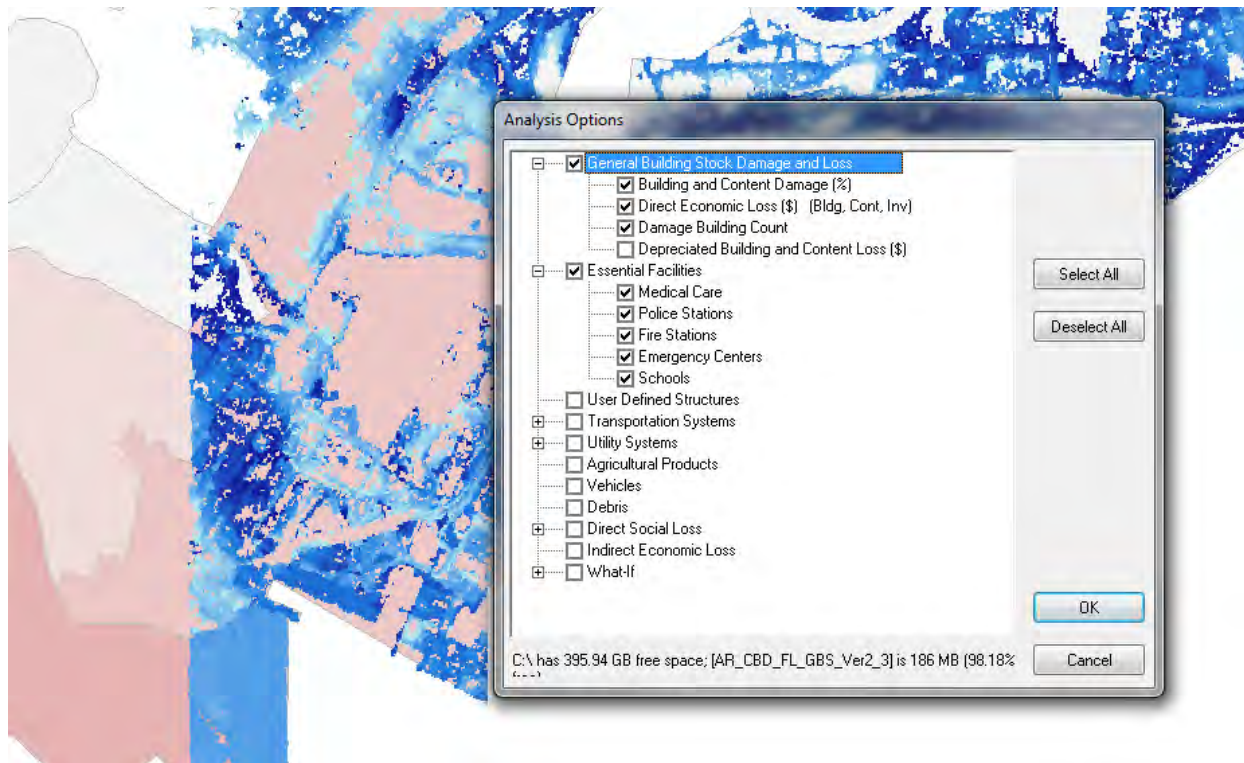 Analysis Options
General Building Stock Damage and Loss
Building and Content Damage (%)
Direct Economic Loss ($) (Bldg, Cont, Inv)
Damage Building Count
Depreciated Building and Content Loss ($)
Essential Facilities
Medical Care
Police Stations
Fire Stations
Emergency Centers
Schools
User Defined Structures
Transportation Systems
Utility Systems
Agricultural Products
Vehicles
Debris
Direct Social Loss
Indirect Economic Loss
What-If
Select All
Deselect All
OK
C:\ has 395.94 GB free space; [AR_CBD_FL_GBS_Ver2_3] is 186 MB (98.18%
Cancel